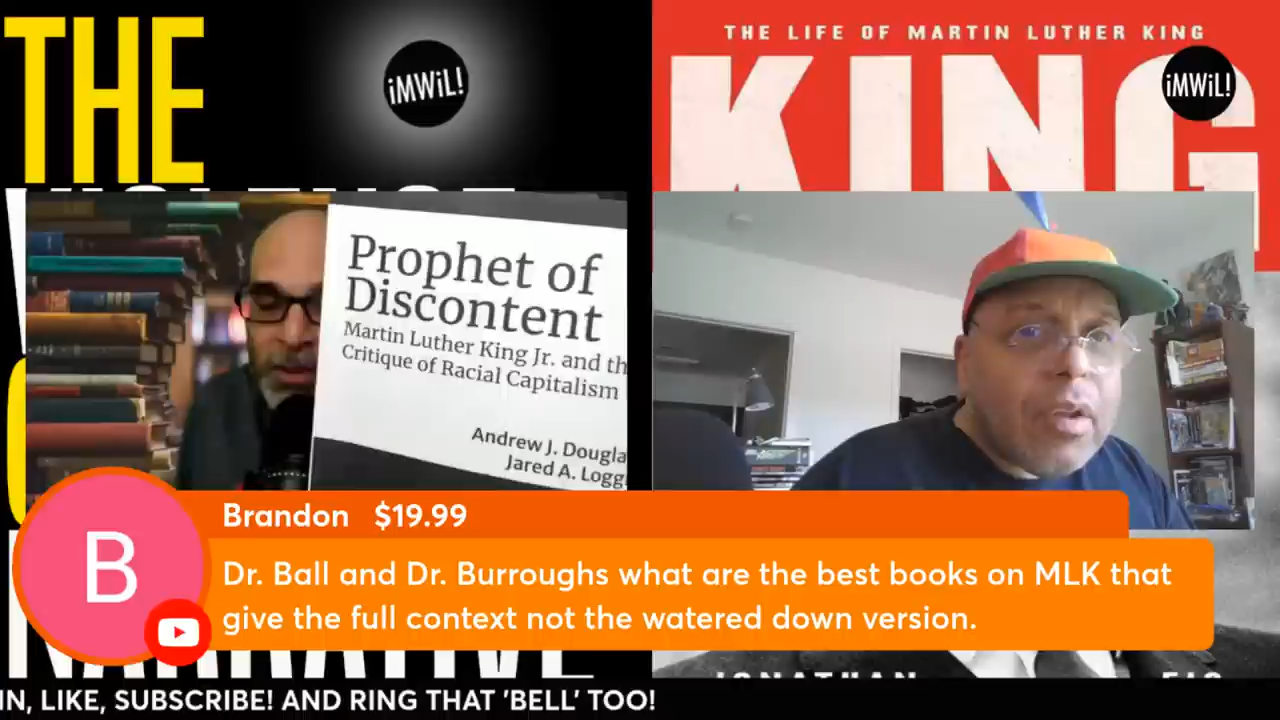 THE
iMWiL!
THE LIFE OF MARTIN LUTHER KING
KING
iMWiL!
Prophet of
Discontent
Martin Luther King Jr. and th
Critique of Racial Capitalism
Andrew J. Dougla
Jared A. Logg
B
Brandon $19.99
Dr. Ball and Dr. Burroughs what are the best books on MLK that
give the full context not the watered down version.
NARRATIVE
JONATHAN EIG
IN, LIKE, SUBSCRIBE! AND RING THAT 'BELL' TOO!